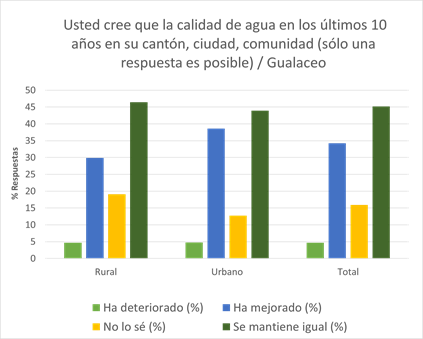 Usted cree que la calidad de agua en los últimos 10
años en su cantón, ciudad, comunidad (sólo una
respuesta es posible) / Gualaceo
50
45
40
35
30
25
20
15
10
5
0
% Respuestas
Rural Urbano Total
Ha deteriorado (%) Ha mejorado (%)
No lo sé (%) Se mantiene igual (%)